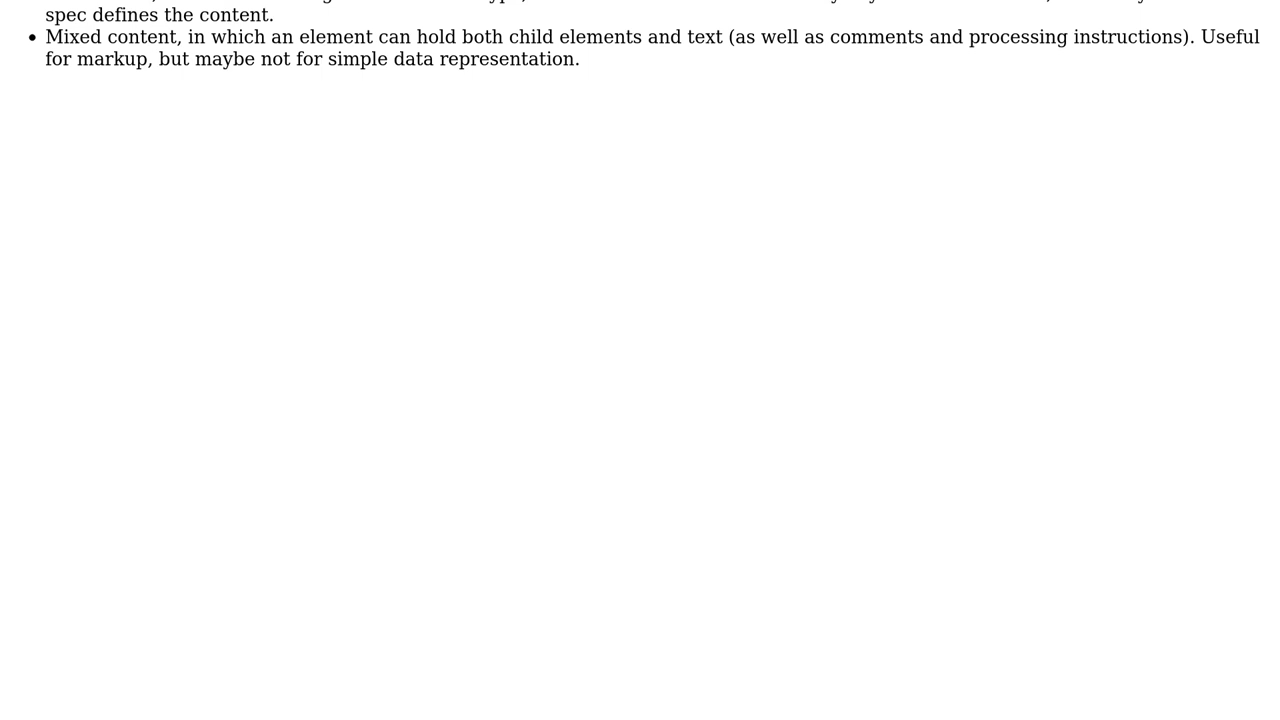 spec defines the content.
• Mixed content, in which an element can hold both child elements and text (as well as comments and processing instructions). Useful
for markup, but maybe not for simple data representation.